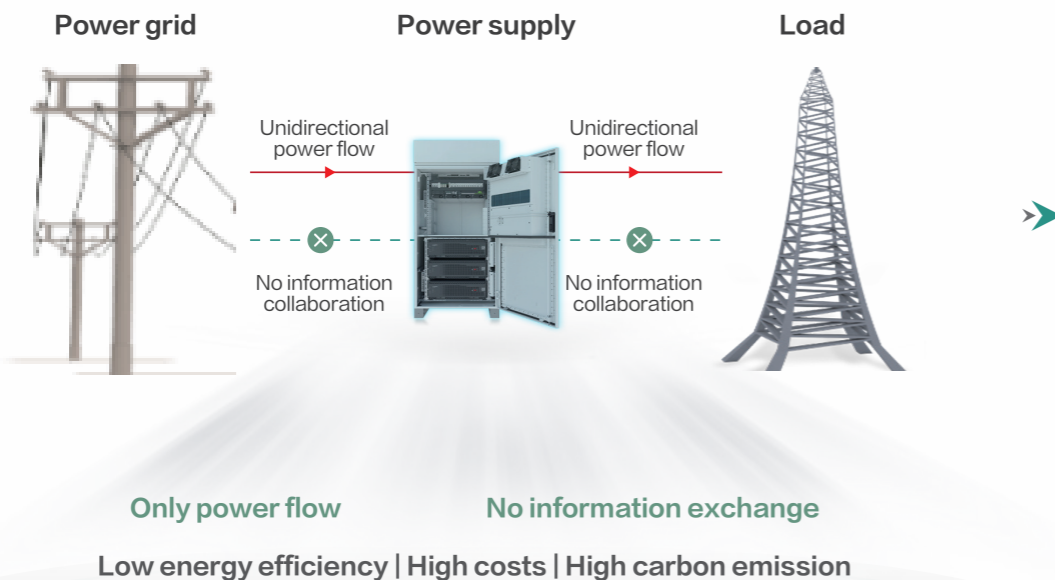 Power grid
Power supply
Load
Unidirectional
power flow
Unidirectional
power flow
No information
collaboration
No information
collaboration
Only power flow
No information exchange
Low energy efficiency | High costs | High carbon emission